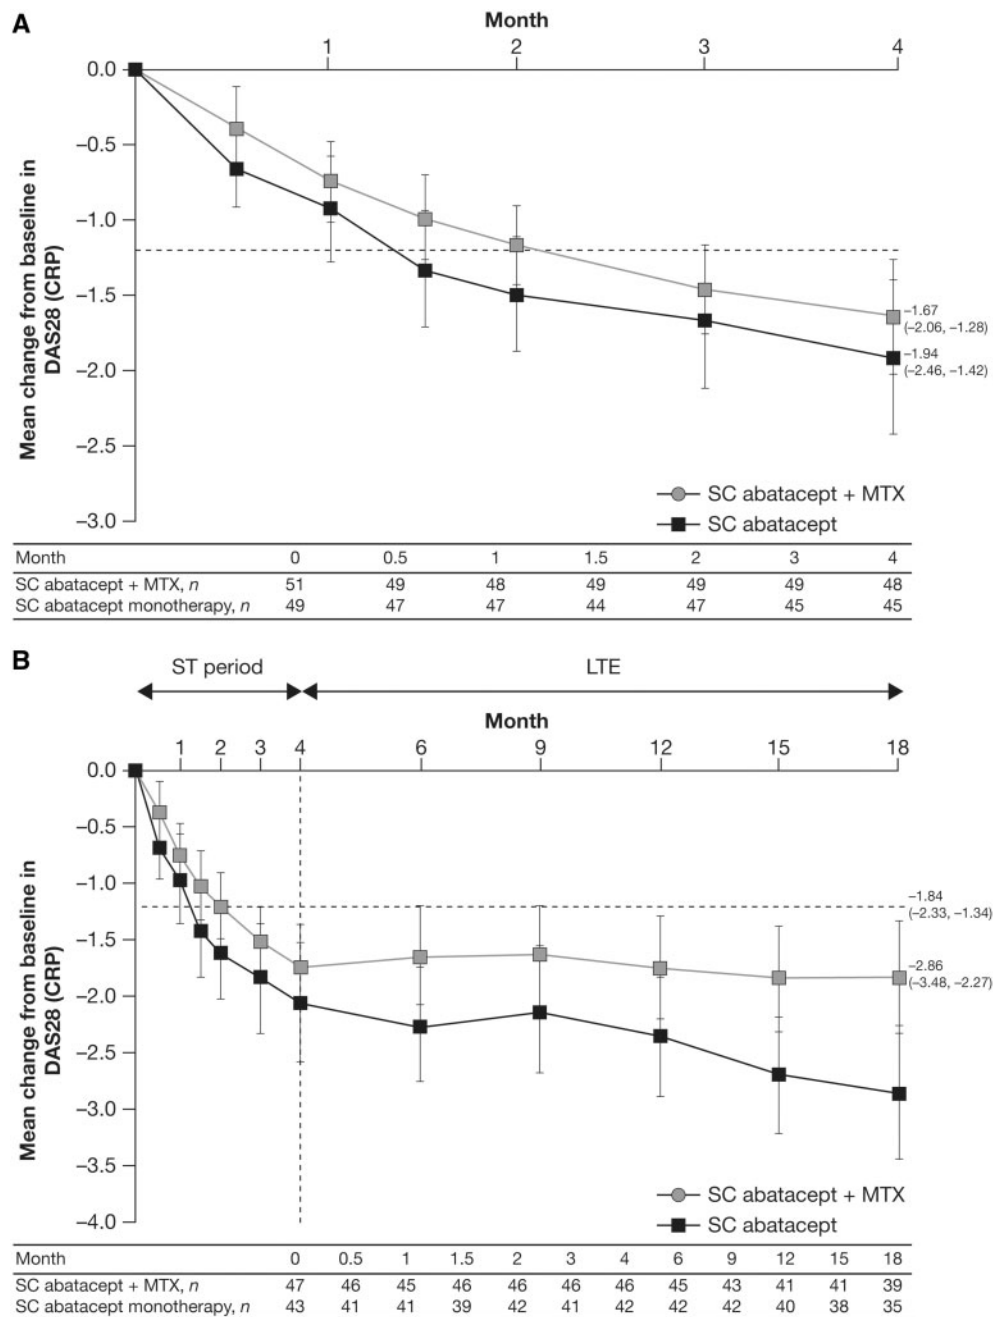 A
Month
1 2 3 4
0.0
–0.5
–1.0
–1.5
–2.0
–2.5
–3.0
Mean change from baseline in
DAS28 (CRP)
–1.67
(–2.06, –1.28)
–1.94
(–2.46, –1.42)
SC abatacept + MTX
SC abatacept
Month 0 0.5 1 1.5 2 3 4
SC abatacept + MTX, n 51 49 48 49 49 49 48
SC abatacept monotherapy, n 49 47 47 44 47 45 45
B
ST period LTE
Month
1 2 3 4 6 9 12 15 18
0.0
–0.5
–1.0
–1.5
–2.0
–2.5
–3.0
–3.5
–4.0
Mean change from baseline in
DAS28 (CRP)
–1.84
(–2.33, –1.34)
–2.86
(–3.48, –2.27)
SC abatacept + MTX
SC abatacept
Month 0 0.5 1 1.5 2 3 4 6 9 12 15 18
SC abatacept + MTX, n 47 46 45 46 46 46 46 45 43 41 41 39
SC abatacept monotherapy, n 43 41 41 39 42 41 42 42 42 40 38 35